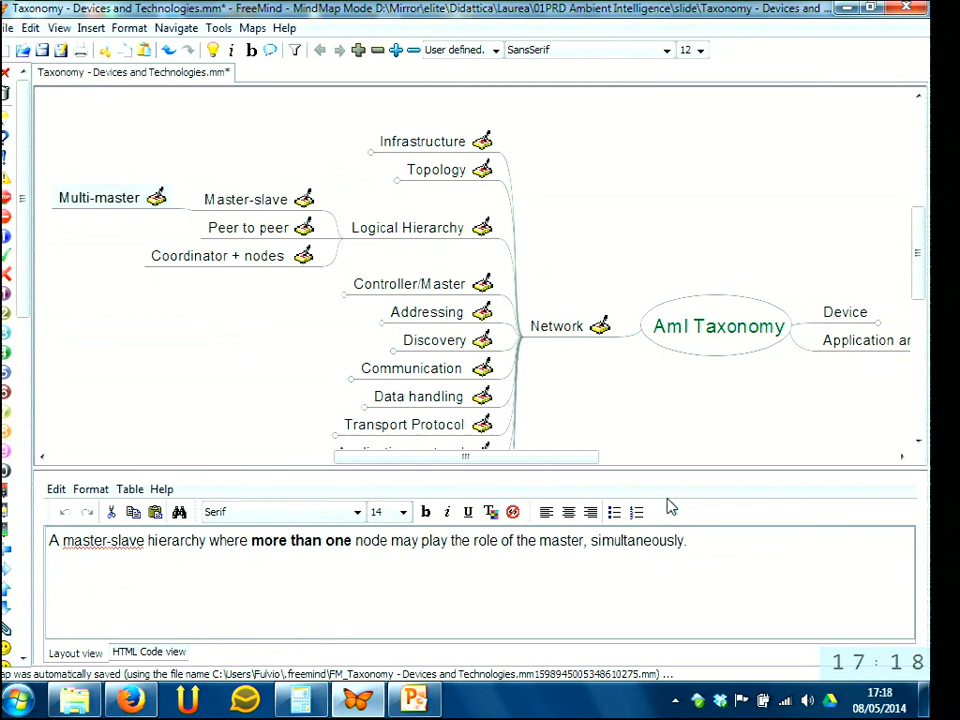 Taxonomy - Devices and Technologies.mm* - FreeMind - MindMap Mode D:\Mirror\elite\Didattica\Laurea\01PRD Ambient Intelligence\slide\Taxonomy - Devices and ...
ile Edit View Insert Format Navigate Tools Maps Help
User defined. SansSerif 12
Taxonomy - Devices and Technologies.mm*
Infrastructure
Topology
Multi-master
Master-slave
Peer to peer
Logical Hierarchy
Coordinator + nodes
Controller/Master
Addressing
Network
AmI Taxonomy
Device
Discovery
Application an
Communication
Data handling
Transport Protocol
Edit Format Table Help
Serif 14
A master-slave hierarchy where more than one node may play the role of the master, simultaneously.
Layout view HTML Code view
17:18
ap was automatically saved (using the file name C:\Users\Fulvio\.freemind\FM_Taxonomy - Devices and Technologies.mm1598945005348610275.mm) ...
17:18
08/05/2014